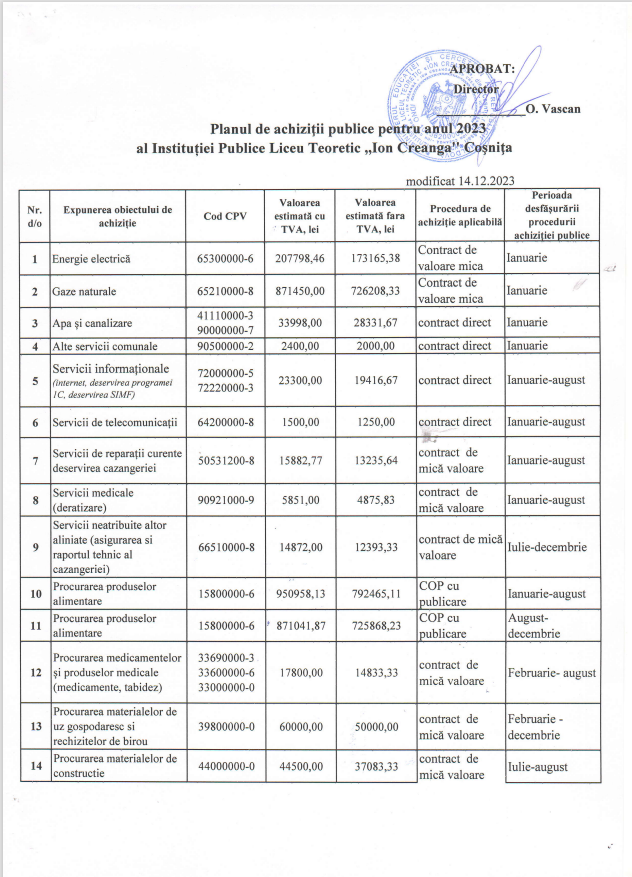 APROBAT:
Director
O. Vascan
Planul de achiziții publice pentru anul 2023
al Instituției Publice Liceu Teoretic „Ion Creanga" Coșnița
modificat 14.12.2023
Nr. d/o | Expunerea obiectului de achiziție | Cod CPV | Valoarea estimată cu TVA, lei | Valoarea estimată fara TVA, lei | Procedura de achiziție aplicabilă | Perioada desfășurării procedurii achiziției publice
1 | Energie electrică | 65300000-6 | 207798,46 | 173165,38 | Contract de valoare mica | Ianuarie
2 | Gaze naturale | 65210000-8 | 871450,00 | 726208,33 | Contract de valoare mica | Ianuarie
3 | Apa și canalizare | 41110000-3 90000000-7 | 33998,00 | 28331,67 | contract direct | Ianuarie
4 | Alte servicii comunale | 90500000-2 | 2400,00 | 2000,00 | contract direct | Ianuarie
5 | Servicii informaționale (internet, deservirea programei 1C, deservirea SIMF) | 72000000-5 72220000-3 | 23300,00 | 19416,67 | contract direct | Ianuarie-august
6 | Servicii de telecomunicații | 64200000-8 | 1500,00 | 1250,00 | contract direct | Ianuarie-august
7 | Servicii de reparații curente deservirea cazangeriei | 50531200-8 | 15882,77 | 13235,64 | contract de mică valoare | Ianuarie-august
8 | Servicii medicale (deratizare) | 90921000-9 | 5851,00 | 4875,83 | contract de mică valoare | Ianuarie-august
9 | Servicii neatribuite altor aliniate (asigurarea si raportul tehnic al cazangeriei) | 66510000-8 | 14872,00 | 12393,33 | contract de mică valoare | Iulie-decembrie
10 | Procurarea produselor alimentare | 15800000-6 | 950958,13 | 792465,11 | COP cu publicare | Ianuarie-august
11 | Procurarea produselor alimentare | 15800000-6 | 871041,87 | 725868,23 | COP cu publicare | August-decembrie
12 | Procurarea medicamentelor și produselor medicale (medicamente, tabidez) | 33690000-3 33600000-6 33000000-0 | 17800,00 | 14833,33 | contract de mică valoare | Februarie- august
13 | Procurarea materialelor de uz gospodaresc si rechizitelor de birou | 39800000-0 | 60000,00 | 50000,00 | contract de mică valoare | Februarie - decembrie
14 | Procurarea materialelor de constructie | 44000000-0 | 44500,00 | 37083,33 | contract de mică valoare | Iulie-august